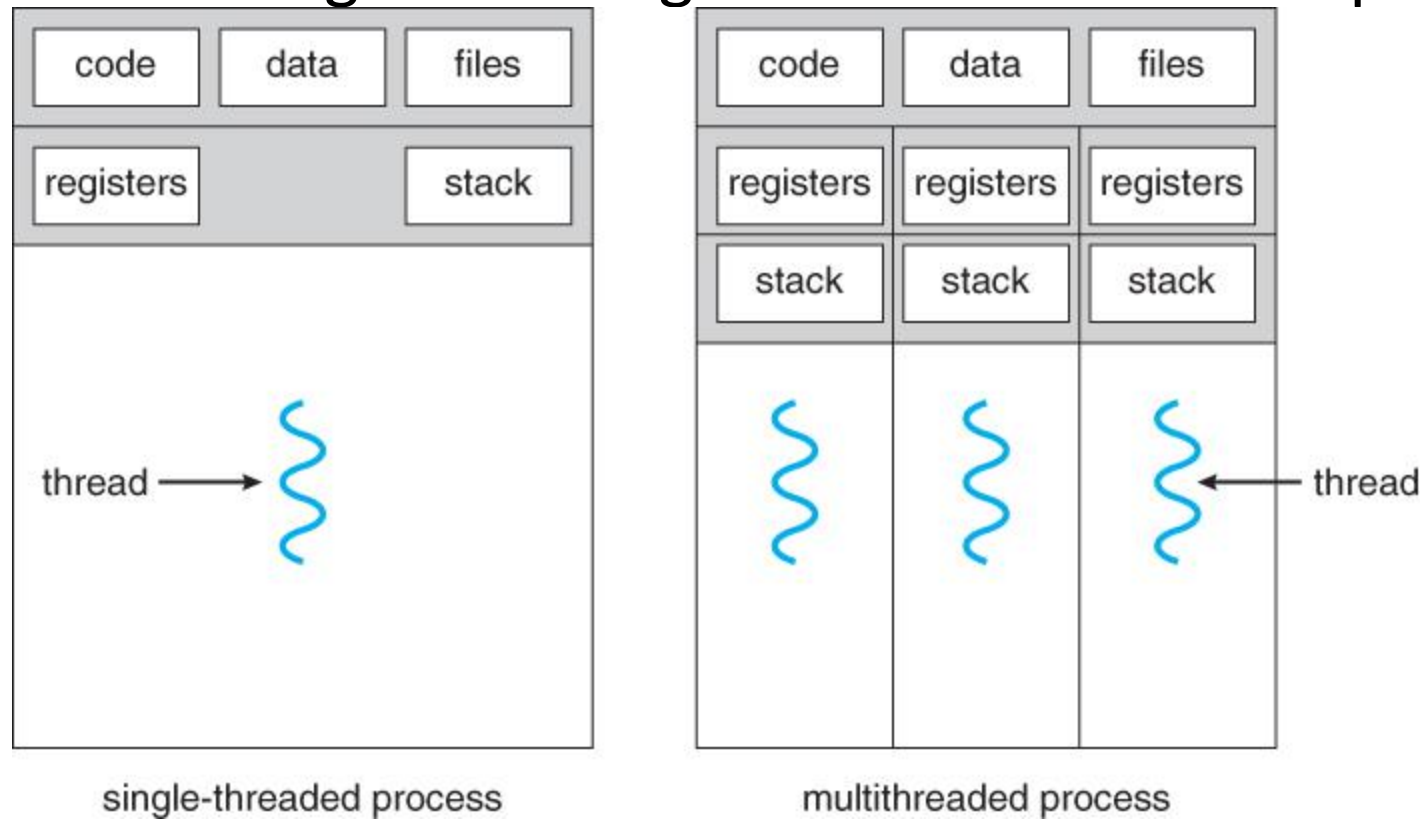 code data files code data files
registers stack registers registers registers
stack stack stack
thread thread
single-threaded process multithreaded process